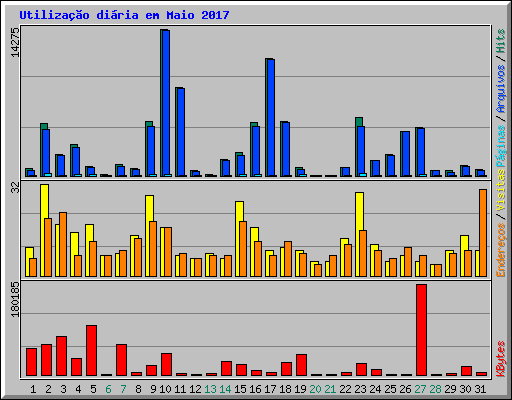 Utilização diária em Maio 2017
14275
32
180185
Endereços / Visitas Páginas / Arquivos / Hits
KBytes
1 2 3 4 5 6 7 8 9 10 11 12 13 14 15 16 17 18 19 20 21 22 23 24 25 26 27 28 29 30 31